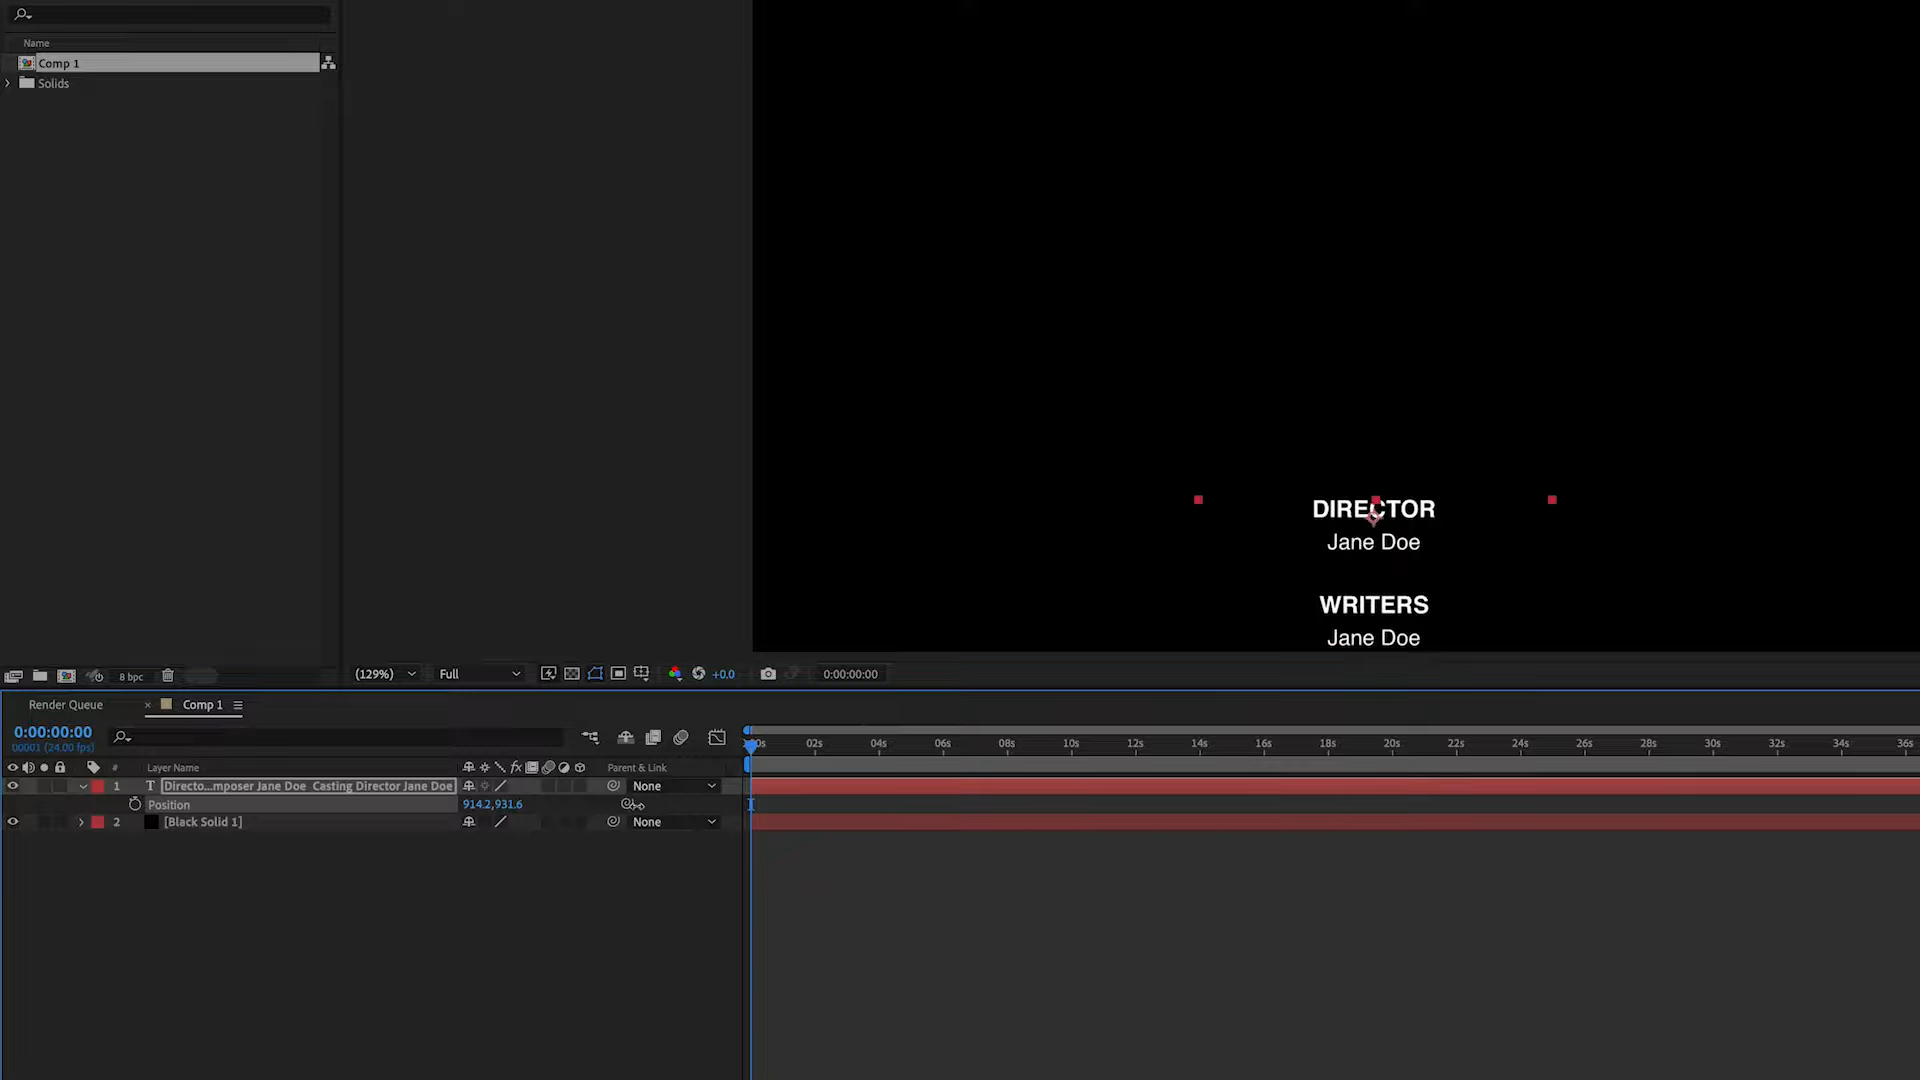 Name
Comp 1
Solids
DIRECTOR
Jane Doe
WRITERS
Jane Doe
8 bpc
(129%)
Full
+0.0
0:00:00:00
Render Queue
× Comp 1
0:00:00:00
00001 (24.00 fps)
02s 04s 06s 08s 10s 12s 14s 16s 18s 20s 22s 24s 26s 28s 30s 32s 34s 36s
# Layer Name fx Parent & Link
1 T Directo...mposer Jane Doe Casting Director Jane Doe None
Position 914.2,931.6
2 [Black Solid 1] None